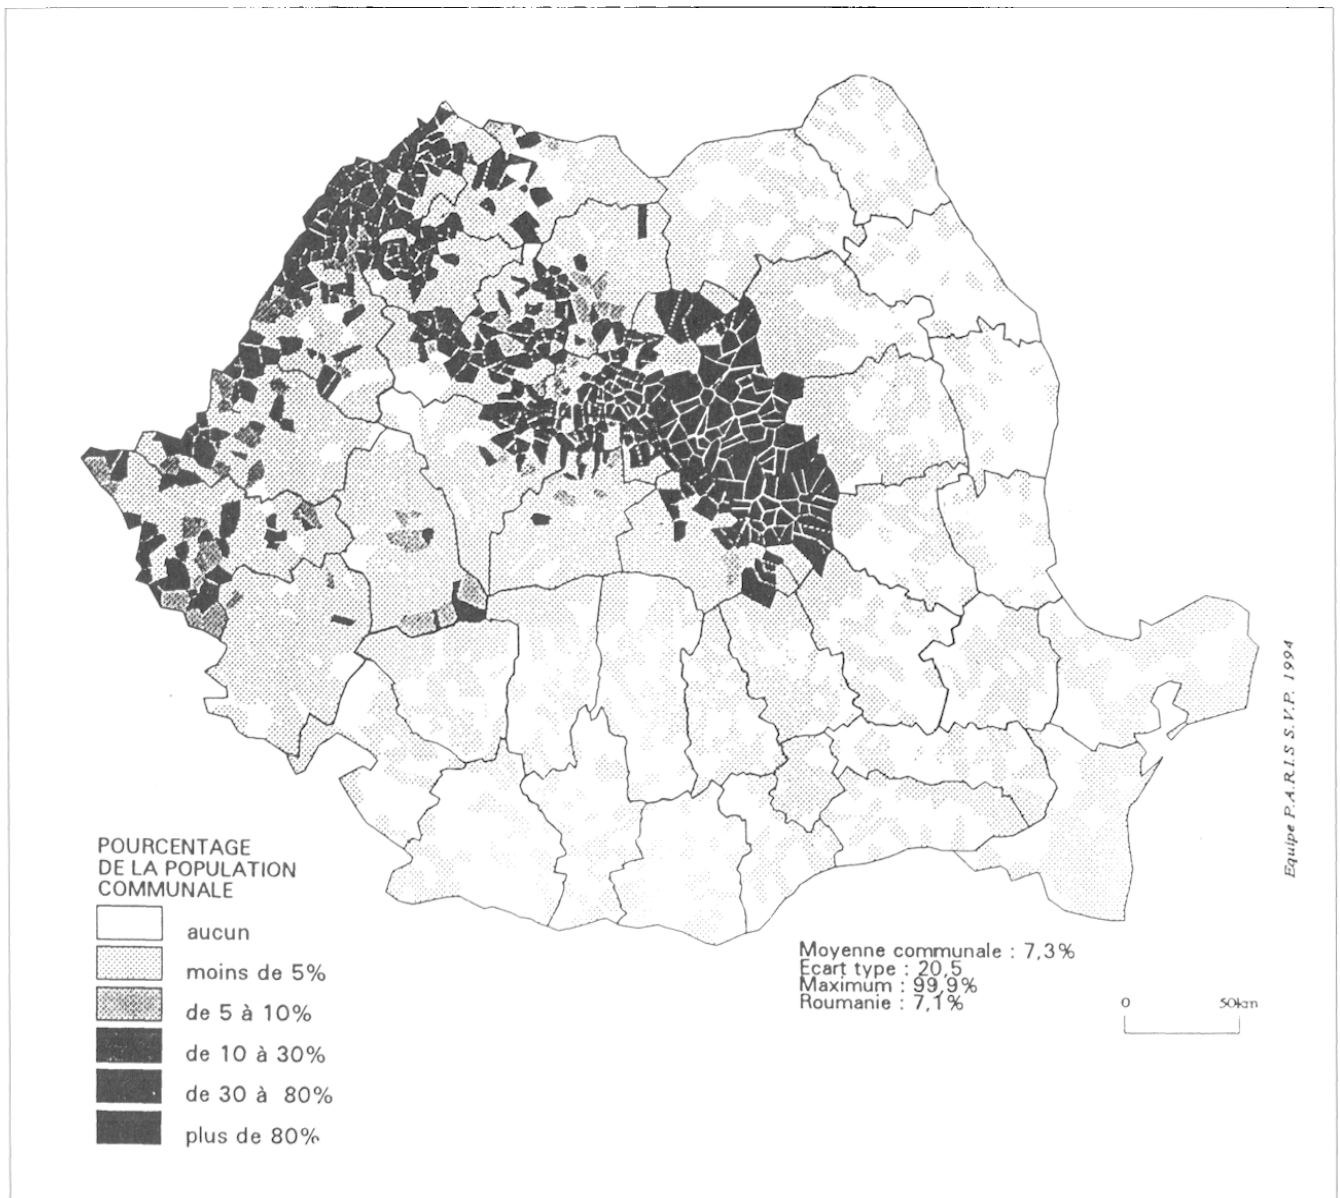 POURCENTAGE
DE LA POPULATION
COMMUNALE
aucun
moins de 5%
de 5 à 10%
de 10 à 30%
de 30 à 80%
plus de 80%
Moyenne communale : 7,3%
Ecart type : 20,5
Maximum : 99,9%
Roumanie : 7,1%
0 50km
Equipe P.A.R.I.S S.V.P. 1994